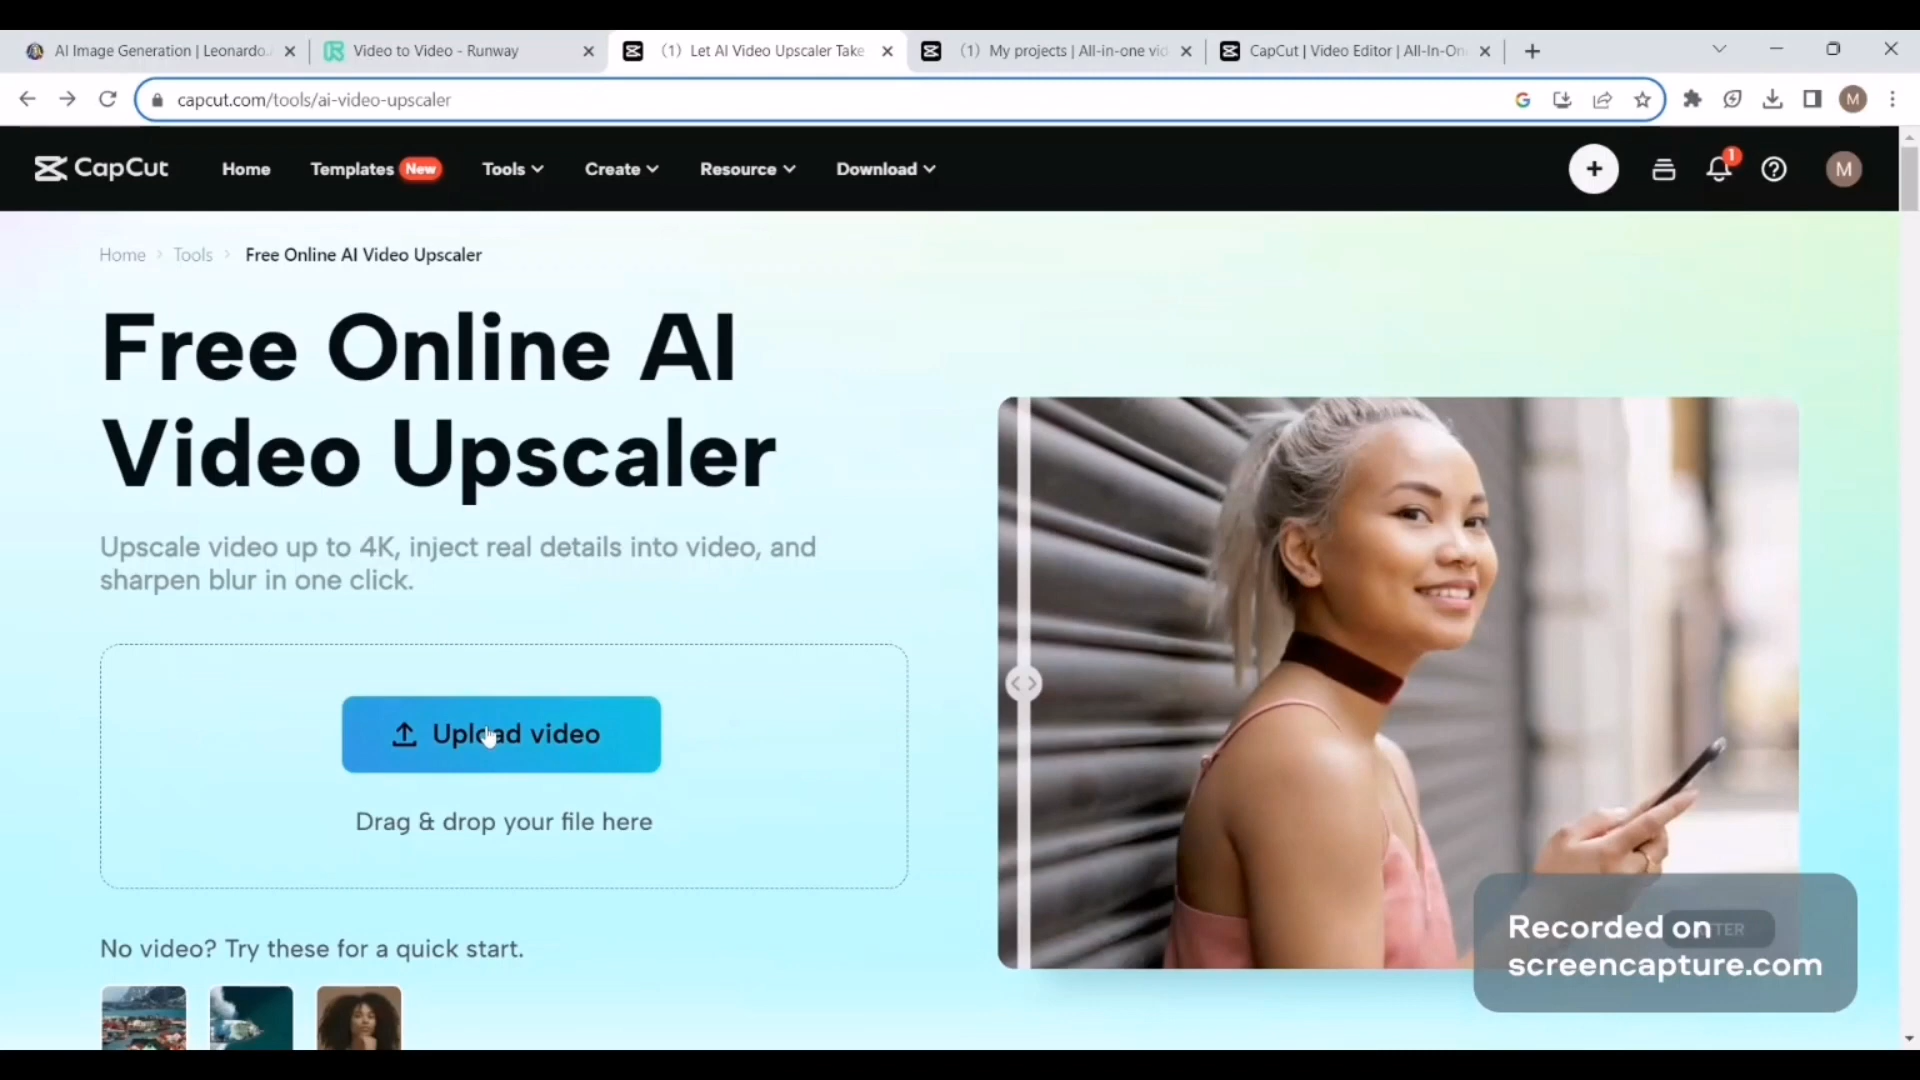 AI Image Generation | Leonardo.
Video to Video - Runway
(1) Let AI Video Upscaler Take
(1) My projects | All-in-one vid
CapCut | Video Editor | All-In-On
capcut.com/tools/ai-video-upscaler
M
CapCut
Home
Templates New
Tools
Create
Resource
Download
1
M
Home > Tools > Free Online AI Video Upscaler
Free Online AI
Video Upscaler
Upscale video up to 4K, inject real details into video, and
sharpen blur in one click.
Upload video
Drag & drop your file here
No video? Try these for a quick start.
Recorded on
screencapture.com